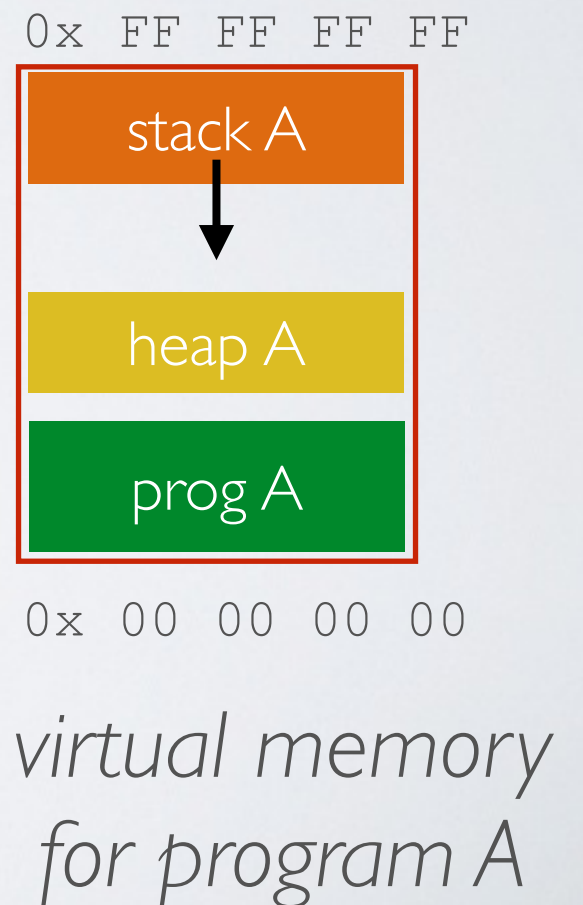 0x FF FF FF FF
stack A
heap A
prog A
0x 00 00 00 00
virtual memory
for program A